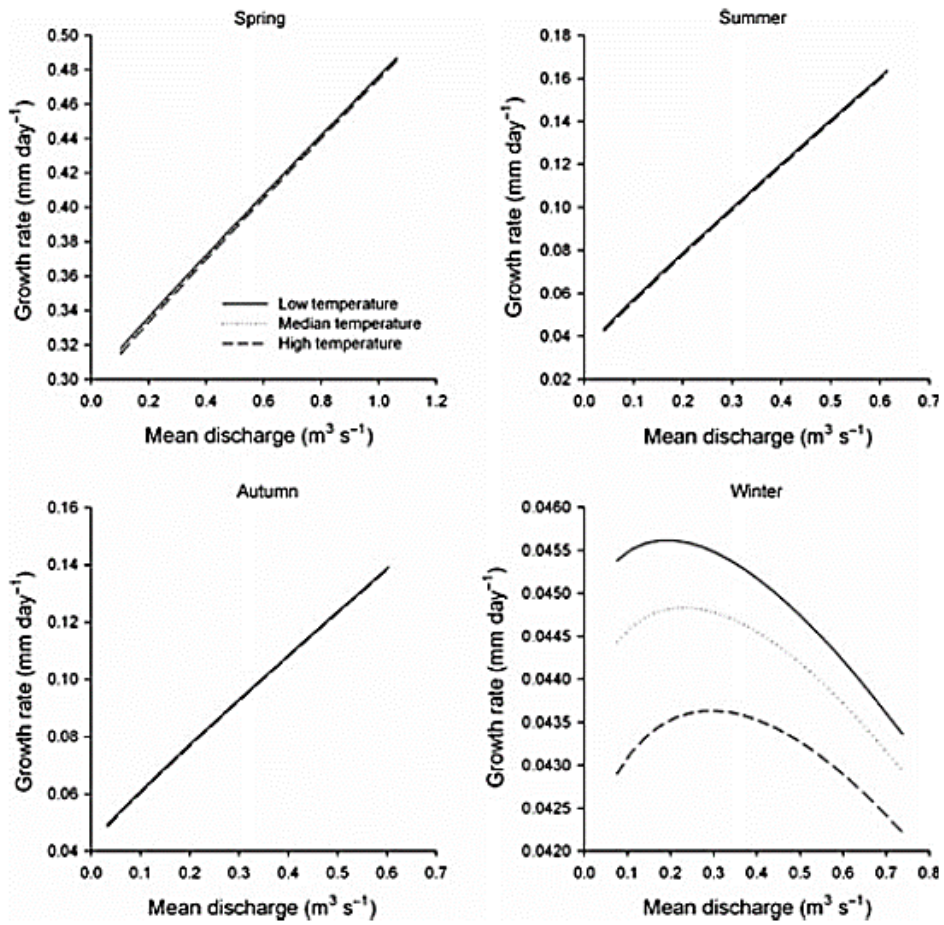 Spring
Growth rate (mm day⁻¹)
0.50
0.48
0.46
0.44
0.42
0.40
0.38
0.36
0.34
0.32
0.30
Low temperature
Median temperature
High temperature
0.0 0.2 0.4 0.6 0.8 1.0 1.2
Mean discharge (m³ s⁻¹)
Summer
Growth rate (mm day⁻¹)
0.18
0.16
0.14
0.12
0.10
0.08
0.06
0.04
0.02
0.0 0.1 0.2 0.3 0.4 0.5 0.6 0.7
Mean discharge (m³ s⁻¹)
Autumn
Growth rate (mm day⁻¹)
0.16
0.14
0.12
0.10
0.08
0.06
0.04
0.0 0.1 0.2 0.3 0.4 0.5 0.6 0.7
Mean discharge (m³ s⁻¹)
Winter
Growth rate (mm day⁻¹)
0.0460
0.0455
0.0450
0.0445
0.0440
0.0435
0.0430
0.0425
0.0420
0.0 0.1 0.2 0.3 0.4 0.5 0.6 0.7 0.8
Mean discharge (m³ s⁻¹)